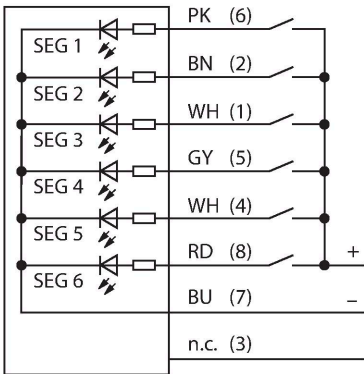 PK (6)
SEG 1
BN (2)
SEG 2
WH (1)
SEG 3
GY (5)
SEG 4
WH (4)
SEG 5
RD (8)
+
SEG 6
BU (7)
–
n.c. (3)